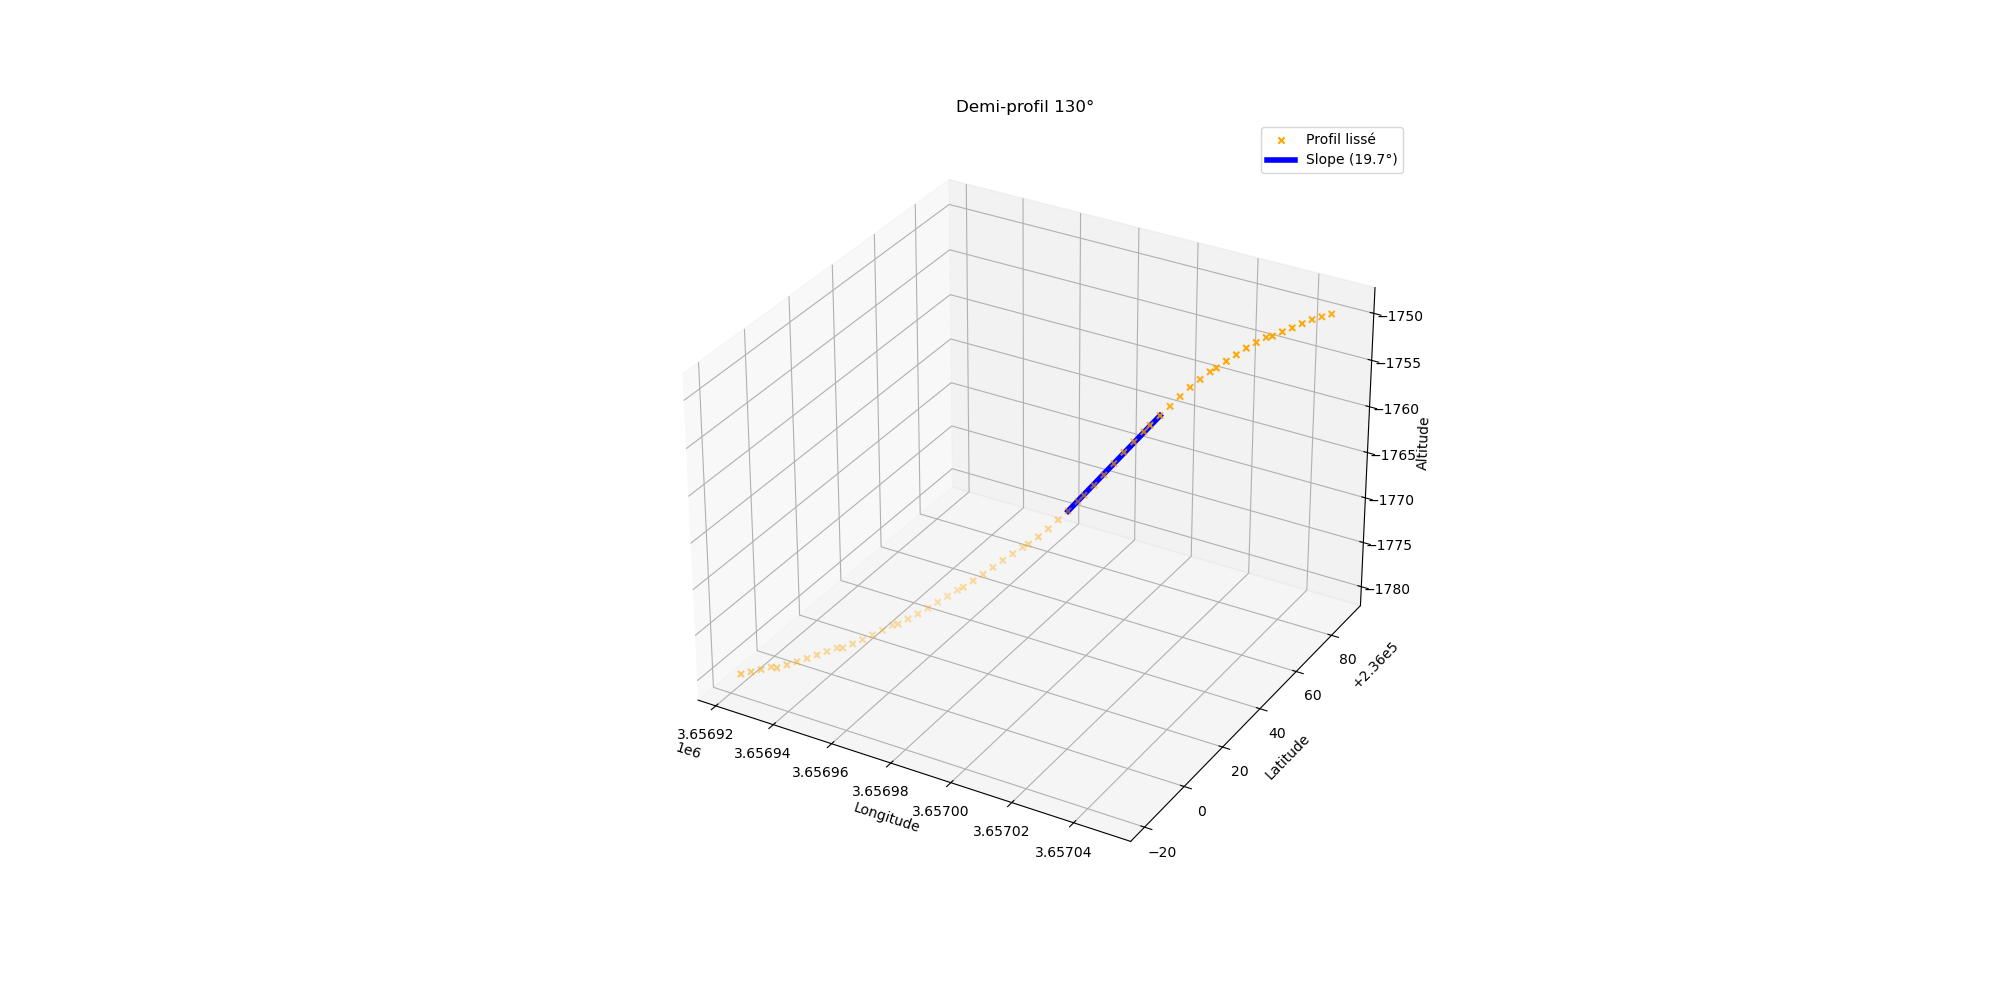 Demi-profil 130°
Profil lissé
Slope (19.7°)
−1750
−1755
−1760
−1765
−1770
−1775
−1780
Altitude
80
60
40
20
0
−20
+2.36e5
Latitude
3.65692
3.65694
3.65696
3.65698
3.65700
3.65702
3.65704
1e6
Longitude